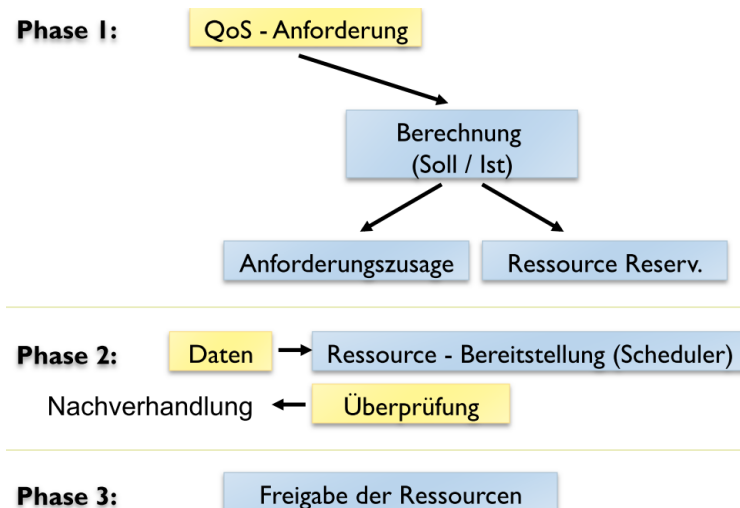 Phase 1:
QoS - Anforderung
Berechnung
(Soll / Ist)
Anforderungszusage
Ressource Reserv.
Phase 2:
Daten
Ressource - Bereitstellung (Scheduler)
Nachverhandlung
Überprüfung
Phase 3:
Freigabe der Ressourcen